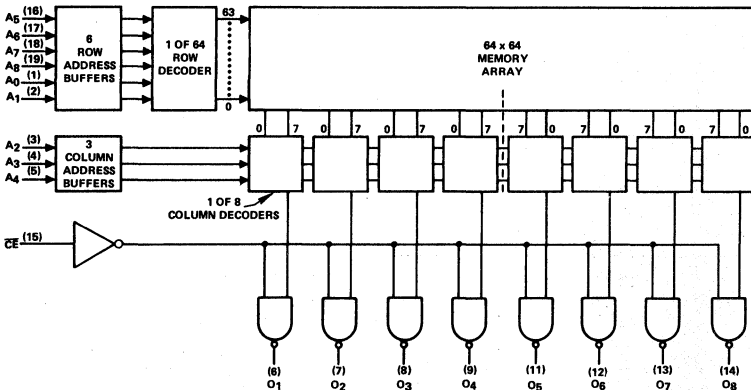 A5 (16)
A6 (17)
A7 (18)
A8 (19)
A0 (1)
A1 (2)
6
ROW
ADDRESS
BUFFERS
1 OF 64
ROW
DECODER
63
0
64 x 64
MEMORY
ARRAY
0 7 0 7 0 7 0 7 7 0 7 0 7 0 7 0
A2 (3)
A3 (4)
A4 (5)
3
COLUMN
ADDRESS
BUFFERS
1 OF 8
COLUMN DECODERS
CE (15)
(6) (7) (8) (9) (11) (12) (13) (14)
O1 O2 O3 O4 O5 O6 O7 O8